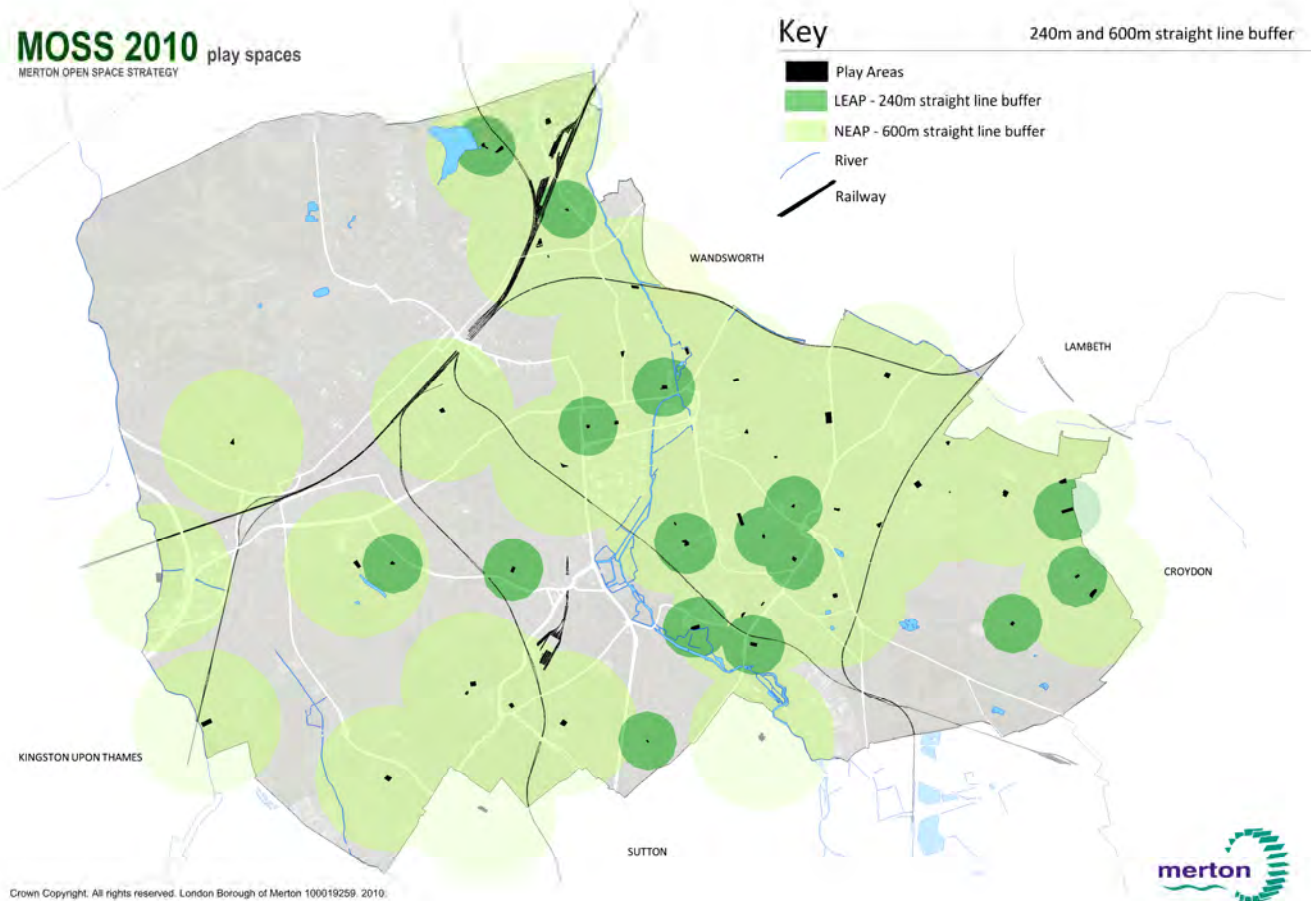 MOSS 2010 play spaces
MERTON OPEN SPACE STRATEGY
Key
240m and 600m straight line buffer
Play Areas
LEAP - 240m straight line buffer
NEAP - 600m straight line buffer
River
Railway
WANDSWORTH
LAMBETH
CROYDON
KINGSTON UPON THAMES
SUTTON
merton
Crown Copyright. All rights reserved. London Borough of Merton 100019259. 2010.